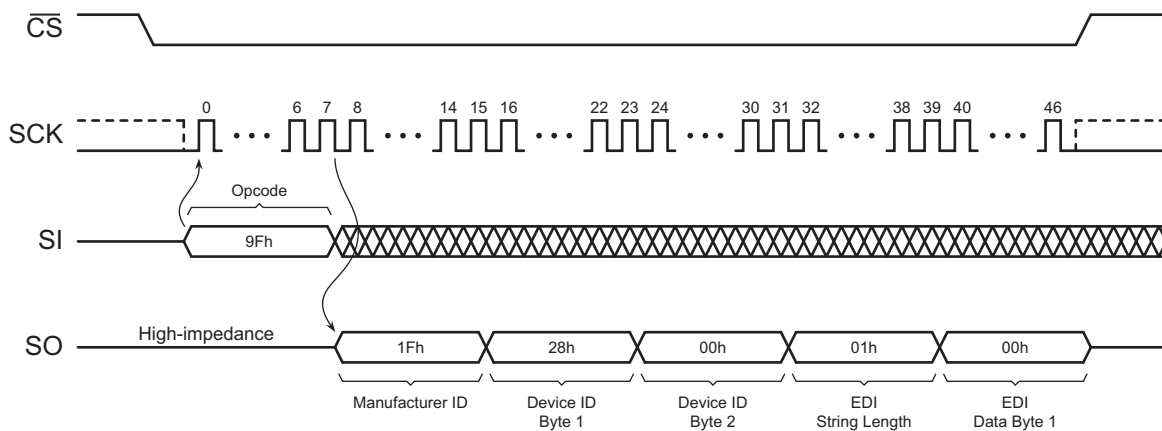 CS
0 6 7 8 14 15 16 22 23 24 30 31 32 38 39 40 46
SCK
Opcode
SI
9Fh
High-impedance
SO
1Fh 28h 00h 01h 00h
Manufacturer ID Device ID EDI Device ID EDI
Byte 1 Byte 2 String Length Data Byte 1